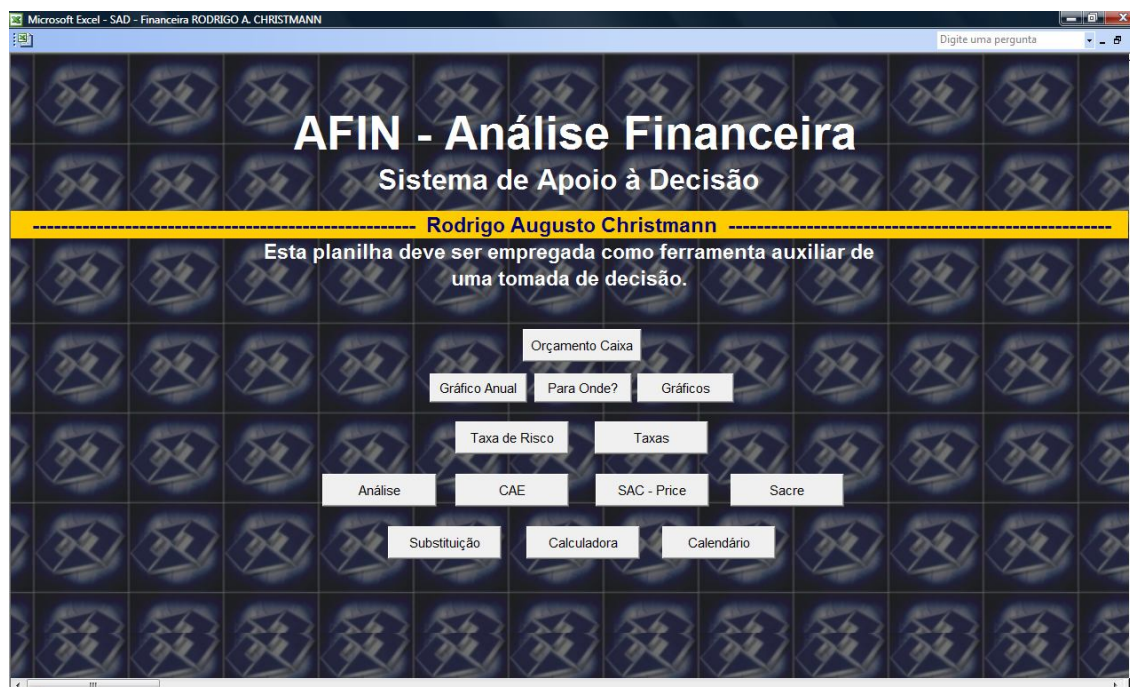 Microsoft Excel - SAD - Financeira RODRIGO A. CHRISTMANN
Digite uma pergunta
AFIN - Análise Financeira
Sistema de Apoio à Decisão
------------------------------------------------------ Rodrigo Augusto Christmann ------------------------------------------------------
Esta planilha deve ser empregada como ferramenta auxiliar de
uma tomada de decisão.
Orçamento Caixa
Gráfico Anual Para Onde? Gráficos
Taxa de Risco Taxas
Análise CAE SAC - Price Sacre
Substituição Calculadora Calendário